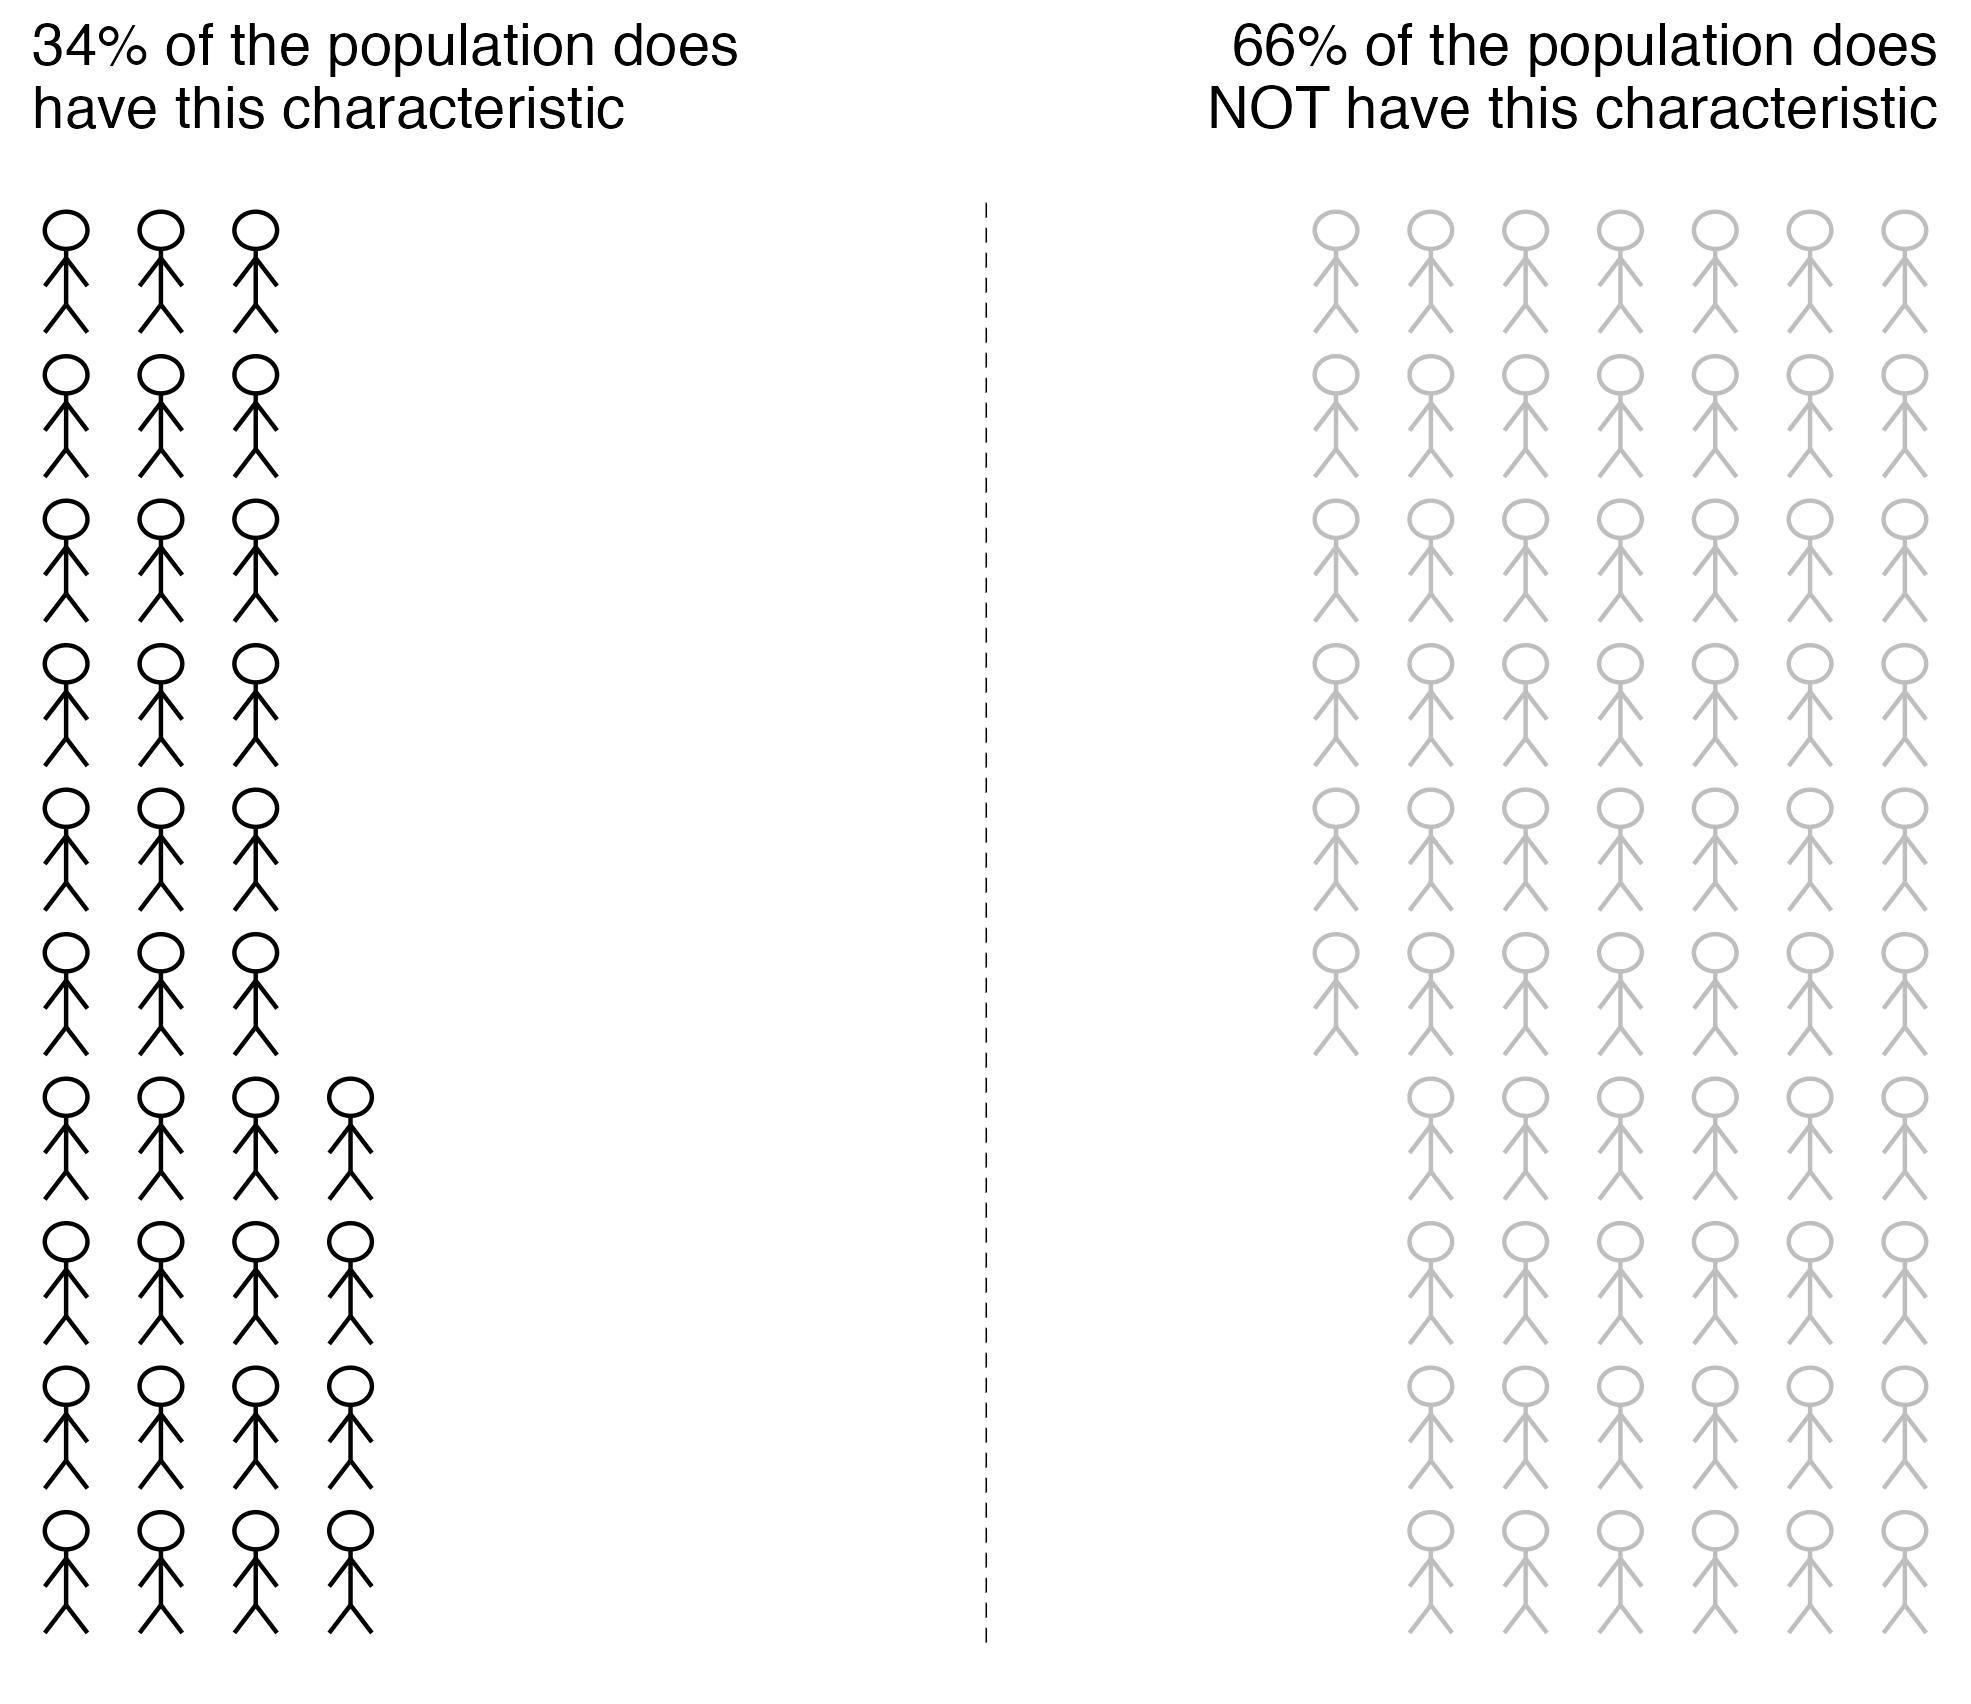 34% of the population does
have this characteristic
66% of the population does
NOT have this characteristic